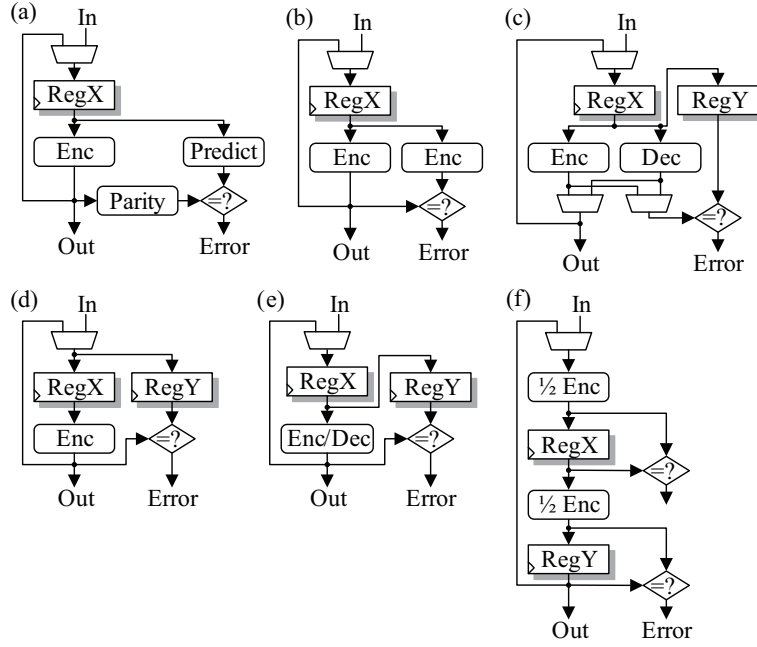 (a)
In
RegX
Enc
Predict
Parity
=?
Out
Error
(b)
In
RegX
Enc
Enc
=?
Out
Error
(c)
In
RegX
RegY
Enc
Dec
=?
Out
Error
(d)
In
RegX
RegY
Enc
=?
Out
Error
(e)
In
RegX
RegY
Enc/Dec
=?
Out
Error
(f)
In
½ Enc
RegX
=?
½ Enc
RegY
=?
Out
Error